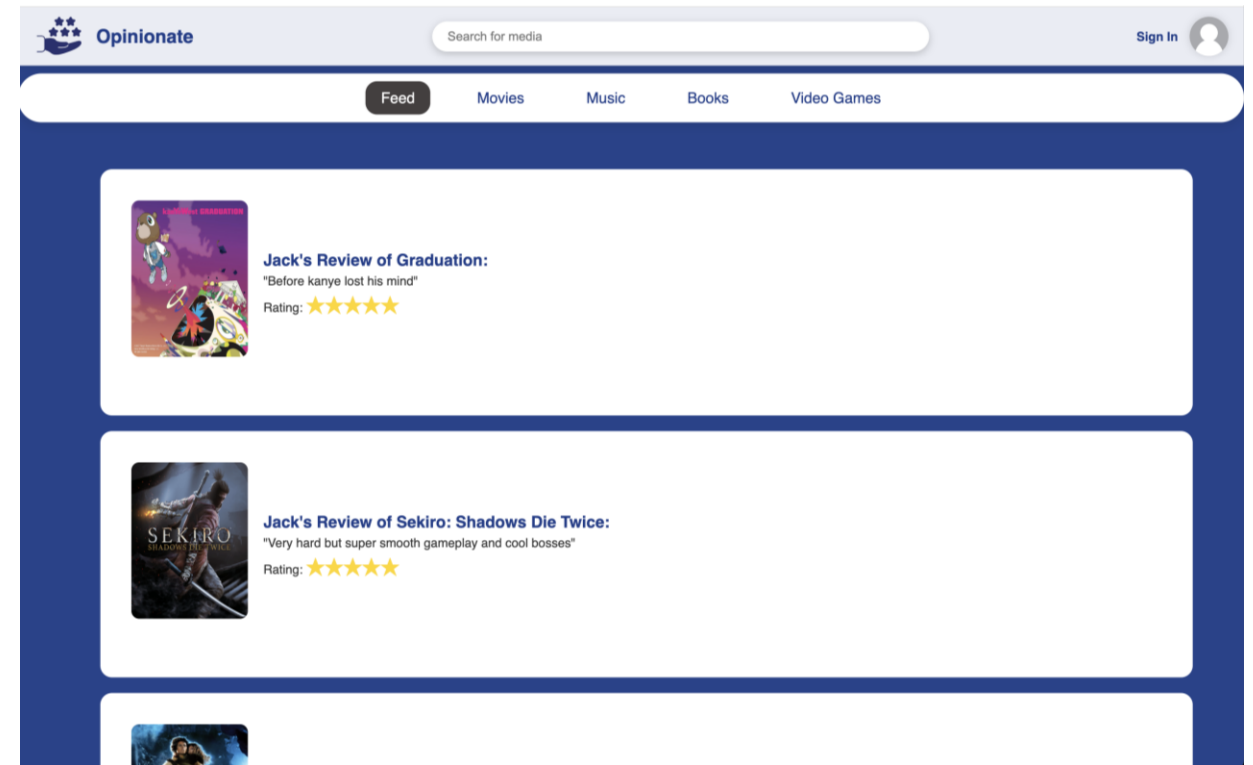 Opinionate
Search for media
Sign In
Feed
Movies
Music
Books
Video Games
GRADUATION
Jack's Review of Graduation:
"Before kanye lost his mind"
Rating: ★★★★★
SEKIRO
SHADOWS DIE TWICE
Jack's Review of Sekiro: Shadows Die Twice:
"Very hard but super smooth gameplay and cool bosses"
Rating: ★★★★★